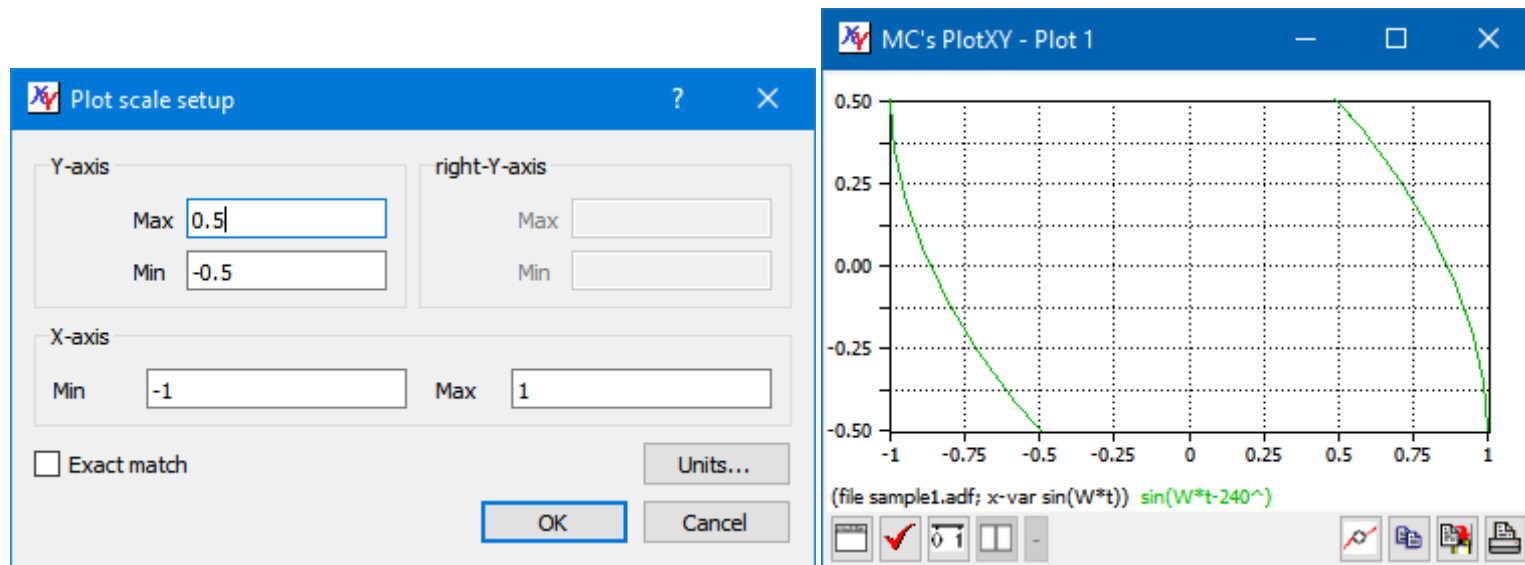 Plot scale setup ?
Y-axis
Max 0.5
Min -0.5
right-Y-axis
Max
Min
X-axis
Min -1 Max 1
Exact match
Units...
OK Cancel
MC's PlotXY - Plot 1
0.50
0.25
0.00
-0.25
-0.50
-1 -0.75 -0.5 -0.25 0 0.25 0.5 0.75 1
(file sample1.adf; x-var sin(W*t)) sin(W*t-240^)
0 1